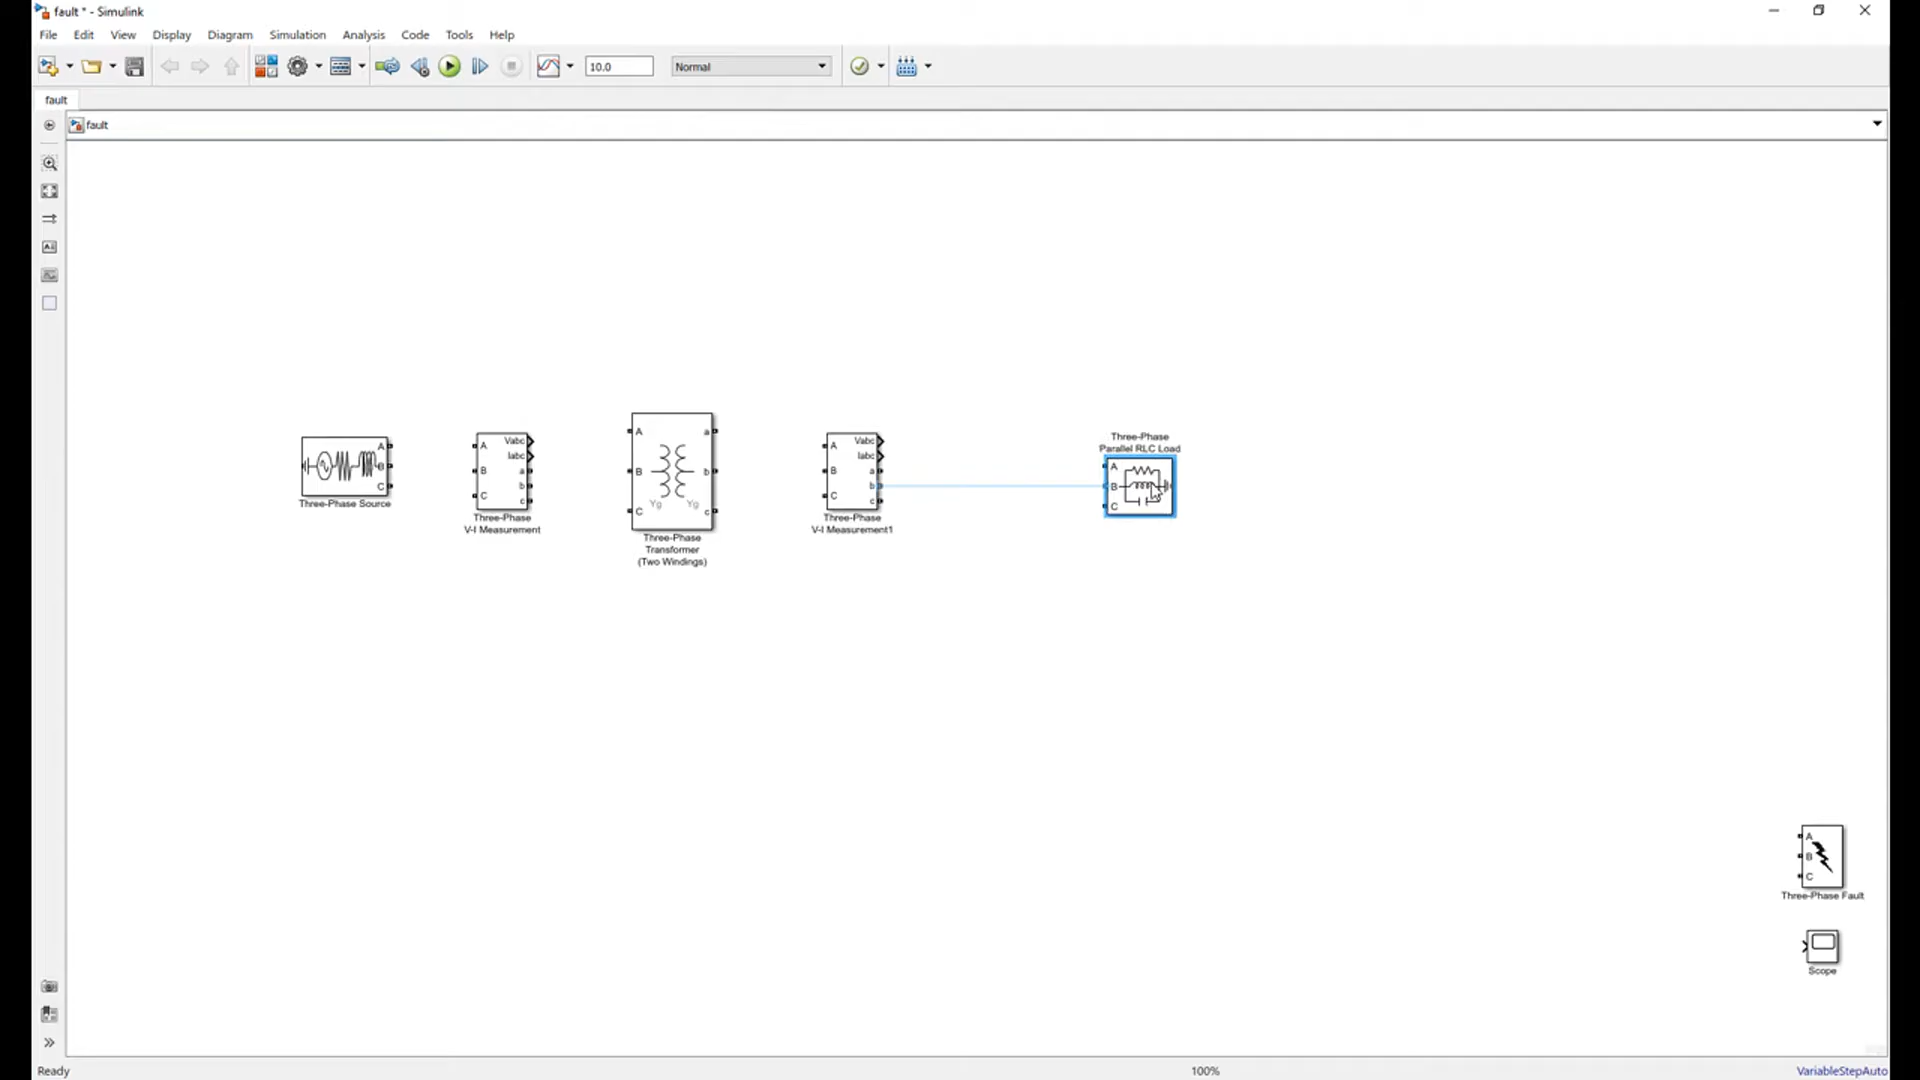 fault * - Simulink
File Edit View Display Diagram Simulation Analysis Code Tools Help
10.0 Normal
fault
fault
Three-Phase Source
A
B
C
Three-Phase
V-I Measurement
A
B
C
Vabc
Iabc
a
b
c
Three-Phase
Transformer
(Two Windings)
A
B
C
a
b
c
Yg Yg
Three-Phase
V-I Measurement1
A
B
C
Vabc
Iabc
a
b
c
Three-Phase
Parallel RLC Load
A
B
C
A
B
C
Three-Phase Fault
Scope
Ready 100% VariableStepAuto